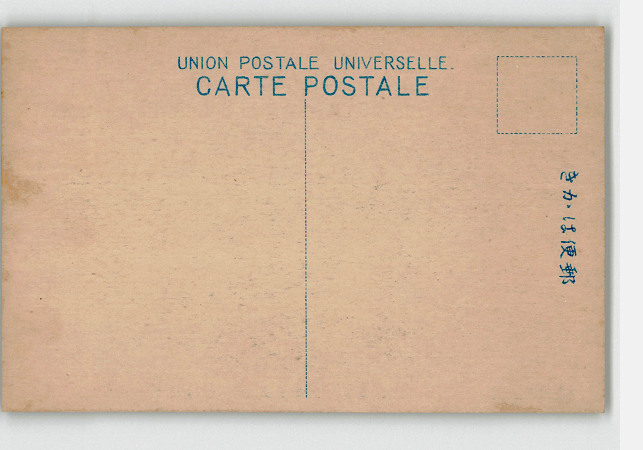 UNION POSTALE UNIVERSELLE.
CARTE POSTALE
きかは便郵